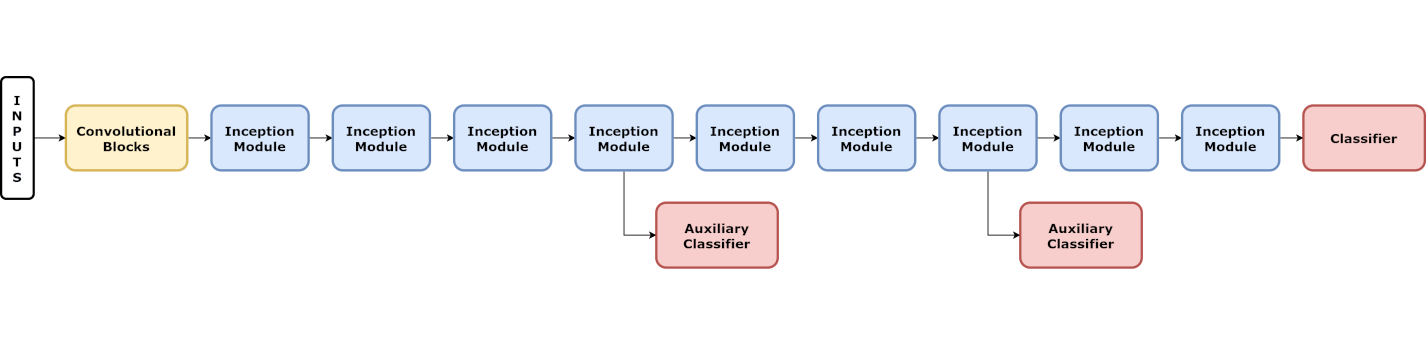 INPUTS
Convolutional
Blocks
Inception
Module
Inception
Module
Inception
Module
Inception
Module
Inception
Module
Inception
Module
Inception
Module
Inception
Module
Inception
Module
Classifier
Auxiliary
Classifier
Auxiliary
Classifier